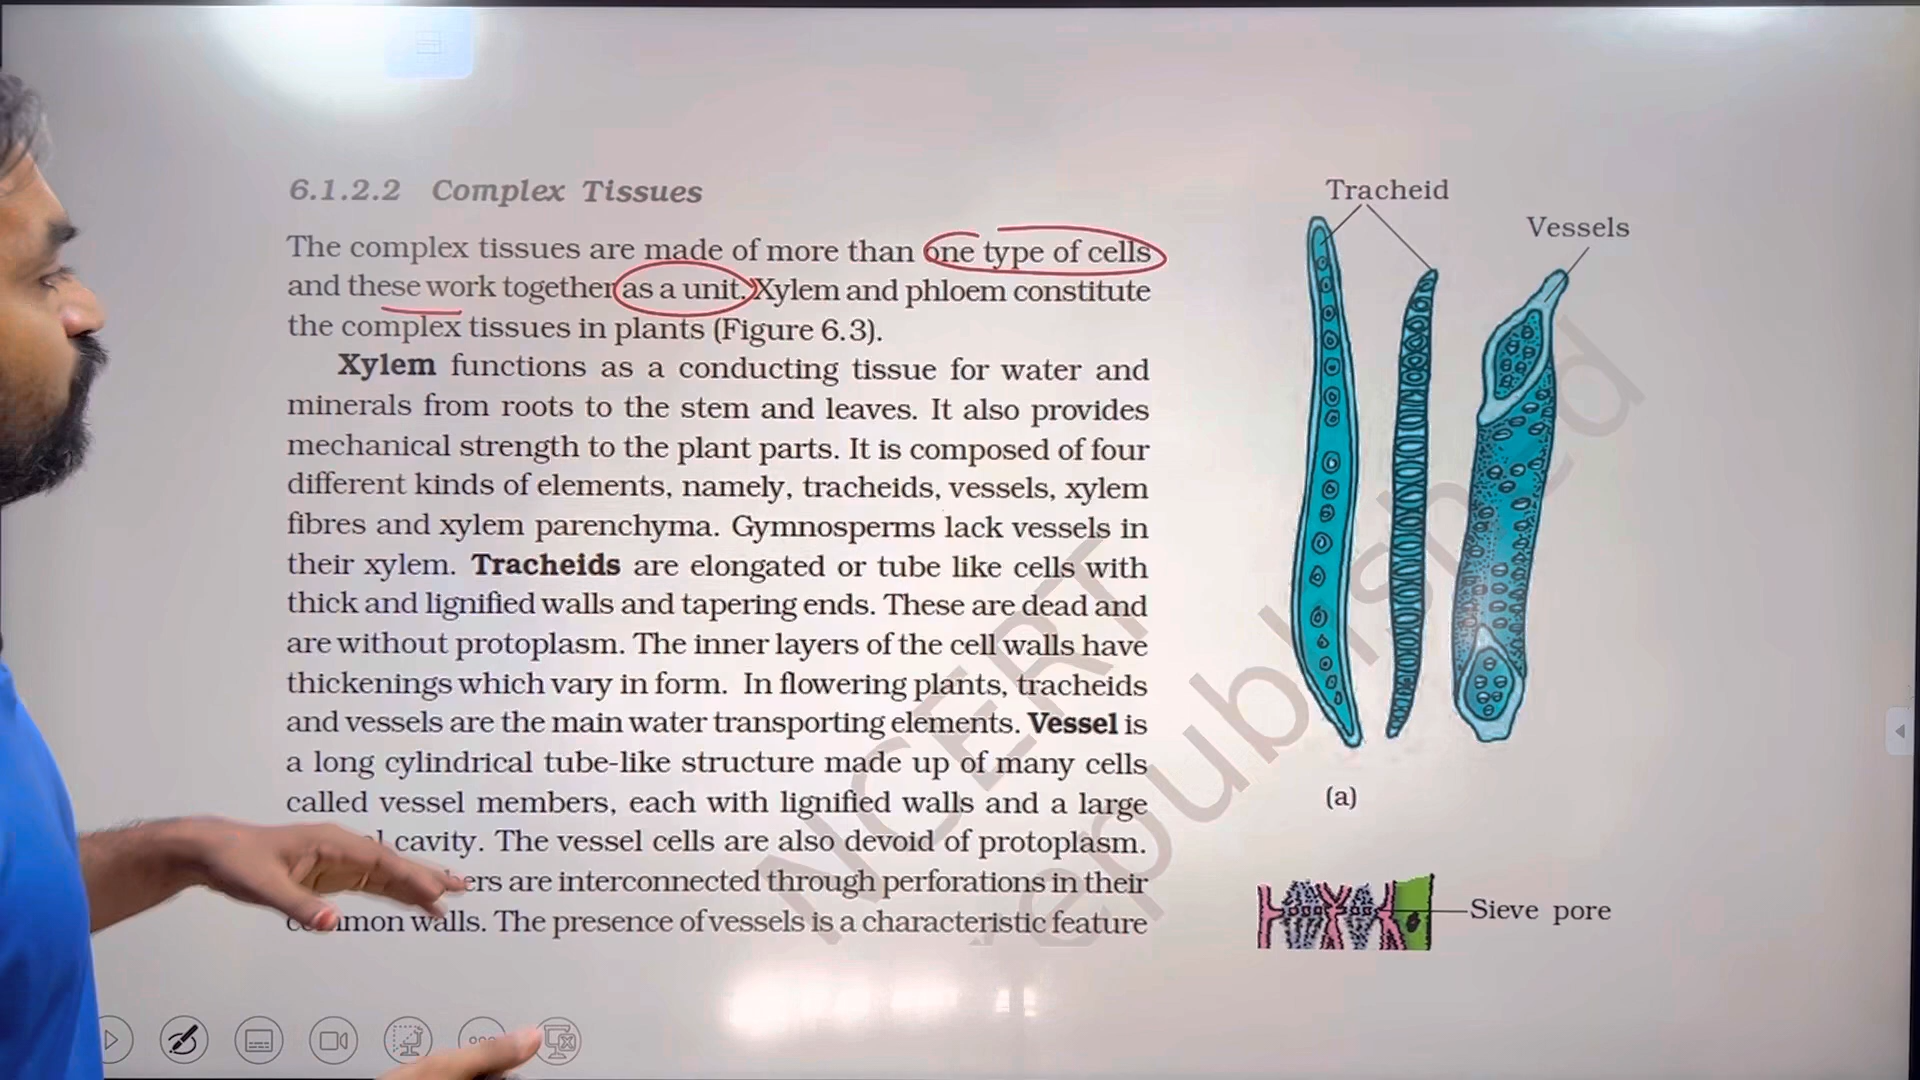 6.1.2.2 Complex Tissues
The complex tissues are made of more than one type of cells
and these work together as a unit. Xylem and phloem constitute
the complex tissues in plants (Figure 6.3).
Xylem functions as a conducting tissue for water and
minerals from roots to the stem and leaves. It also provides
mechanical strength to the plant parts. It is composed of four
different kinds of elements, namely, tracheids, vessels, xylem
fibres and xylem parenchyma. Gymnosperms lack vessels in
their xylem. Tracheids are elongated or tube like cells with
thick and lignified walls and tapering ends. These are dead and
are without protoplasm. The inner layers of the cell walls have
thickenings which vary in form. In flowering plants, tracheids
and vessels are the main water transporting elements. Vessel is
a long cylindrical tube-like structure made up of many cells
called vessel members, each with lignified walls and a large
cavity. The vessel cells are also devoid of protoplasm.
are interconnected through perforations in their
walls. The presence of vessels is a characteristic feature
Tracheid
Vessels
(a)
Sieve pore
NCERT
republished